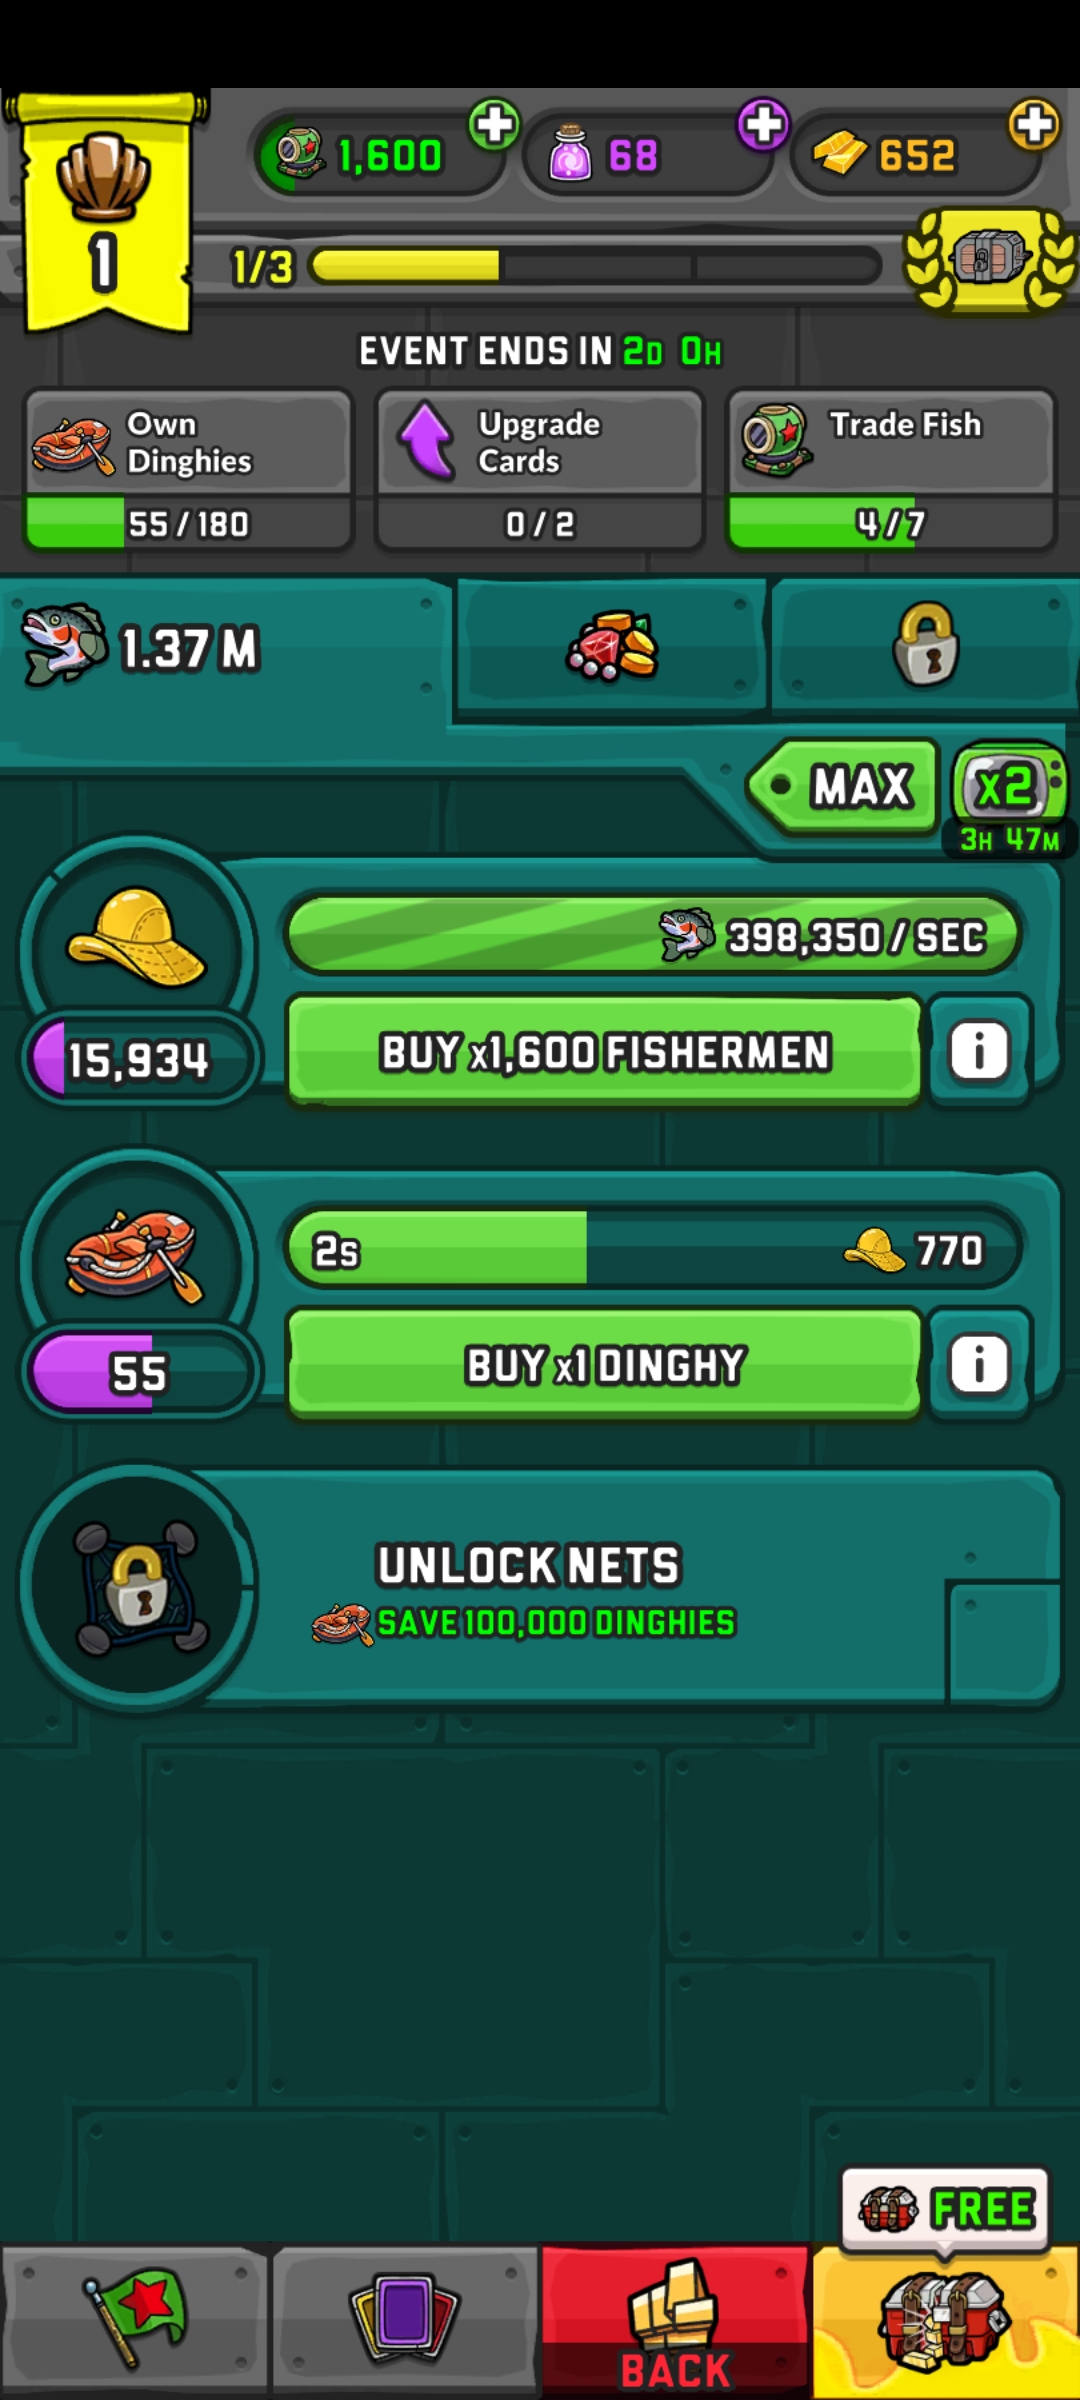 1,600
68
652
1
1/3
EVENT ENDS IN 2D 0H
Own Dinghies
55 / 180
Upgrade Cards
0 / 2
Trade Fish
4 / 7
1.37 M
MAX
x2
3H 47M
398,350 / SEC
15,934
BUY x1,600 FISHERMEN
i
2s
770
55
BUY x1 DINGHY
i
UNLOCK NETS
SAVE 100,000 DINGHIES
FREE
BACK